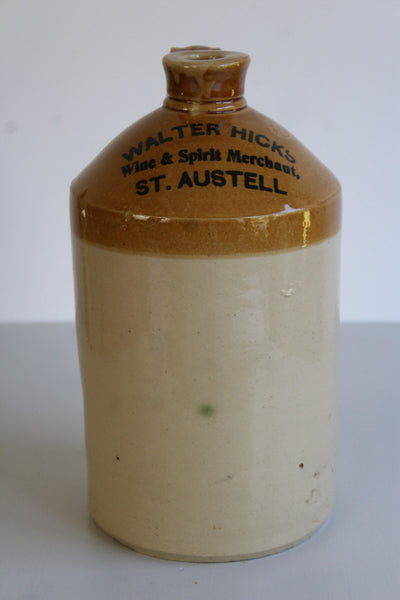 WALTER HICKS
Wine & Spirit Merchant,
ST. AUSTELL